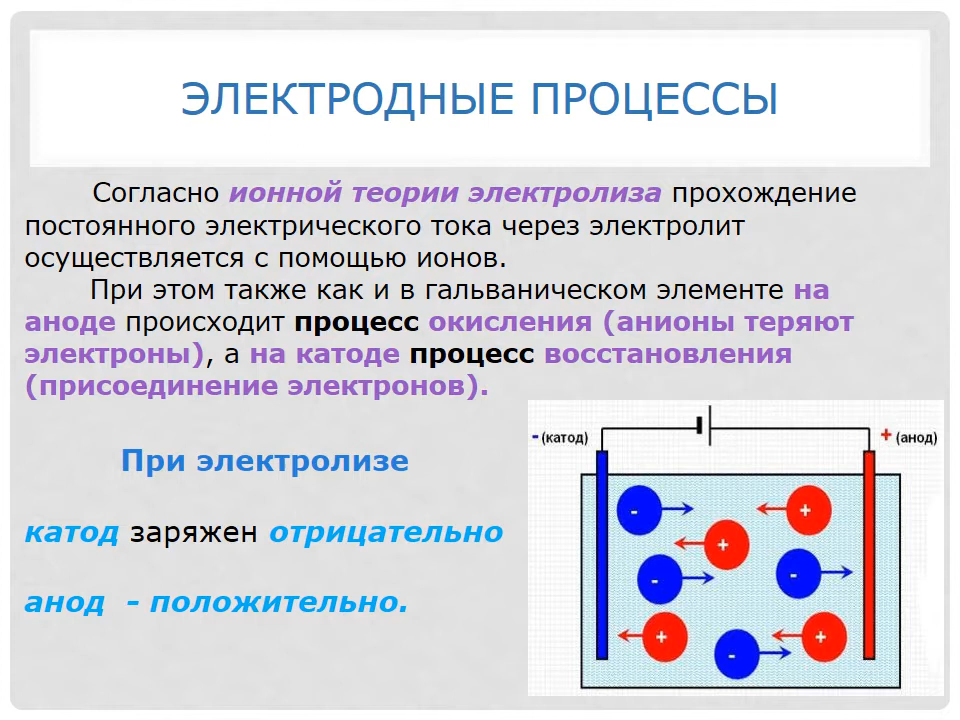 ЭЛЕКТРОДНЫЕ ПРОЦЕССЫ
Согласно ионной теории электролиза прохождение
постоянного электрического тока через электролит
осуществляется с помощью ионов.
При этом также как и в гальваническом элементе на
аноде происходит процесс окисления (анионы теряют
электроны), а на катоде процесс восстановления
(присоединение электронов).
При электролизе
катод заряжен отрицательно
анод - положительно.
- (катод)
+ (анод)
-
+
+
-
-
+
+
-